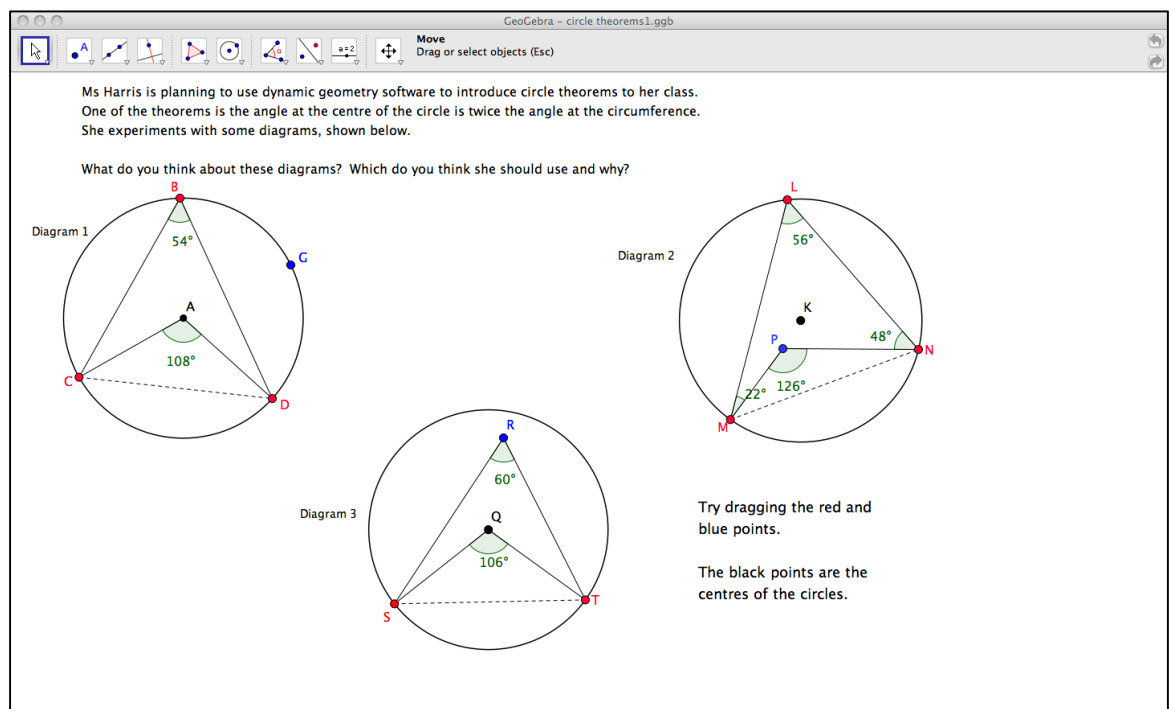 GeoGebra – circle theorems1.ggb
A
α
a=2
Move
Drag or select objects (Esc)
Ms Harris is planning to use dynamic geometry software to introduce circle theorems to her class.
One of the theorems is the angle at the centre of the circle is twice the angle at the circumference.
She experiments with some diagrams, shown below.
What do you think about these diagrams?  Which do you think she should use and why?
Diagram 1
B
54°
G
A
108°
C
D
Diagram 2
L
56°
K
P
48°
N
22°
126°
M
Diagram 3
R
60°
Q
106°
S
T
Try dragging the red and
blue points.
The black points are the
centres of the circles.